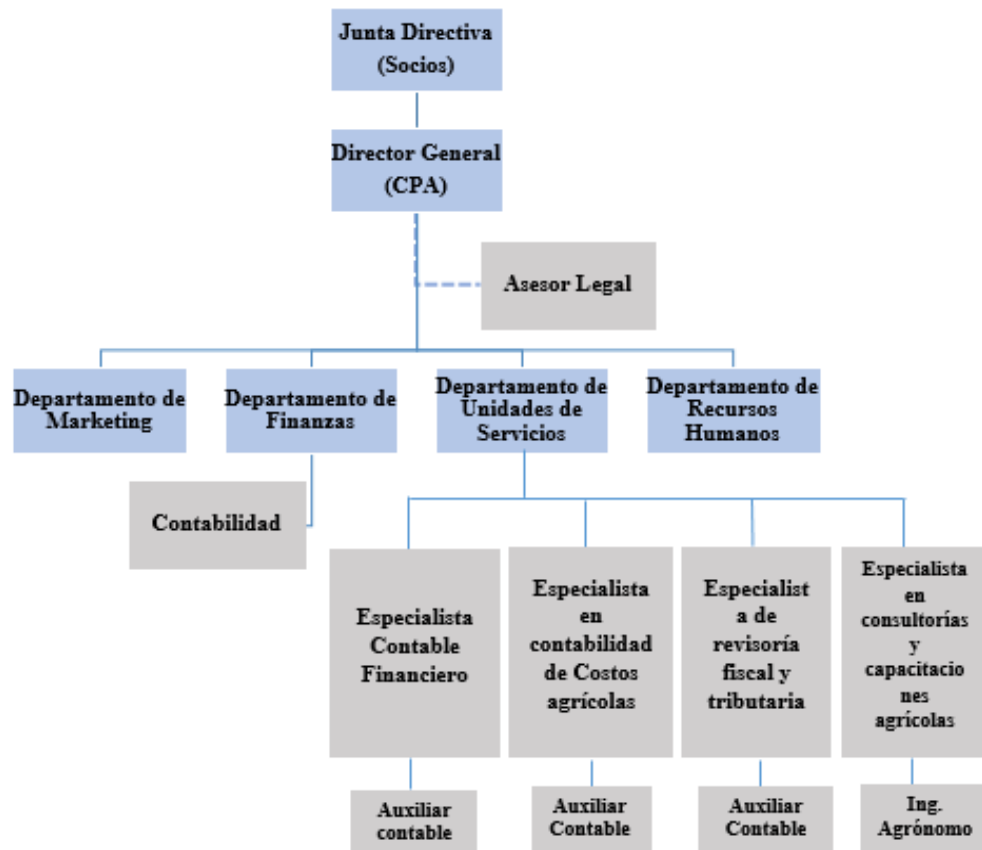 Junta Directiva
(Socios)
Director General
(CPA)
Asesor Legal
Departamento de
Marketing
Departamento de
Finanzas
Departamento de
Unidades de
Servicios
Departamento de
Recursos
Humanos
Contabilidad
Especialista
Contable
Financiero
Especialista
en
contabilidad
de Costos
agrícolas
Especialist
a de
revisoría
fiscal y
tributaria
Especialista
en
consultorías
y
capacitacio
nes
agrícolas
Auxiliar
contable
Auxiliar
Contable
Auxiliar
Contable
Ing.
Agrónomo